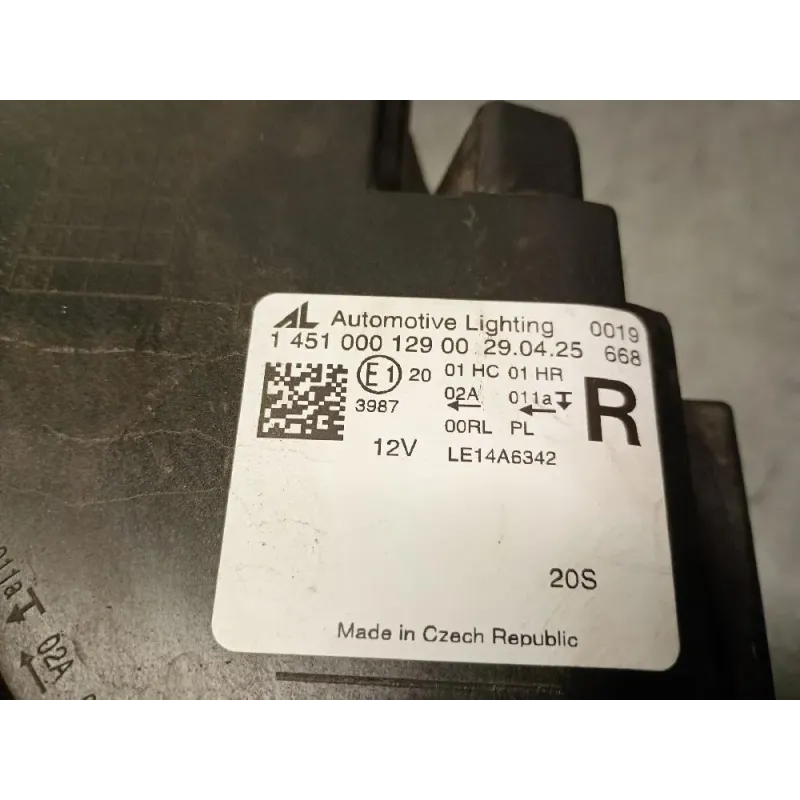 AL Automotive Lighting 0019
1 451 000 129 00 29.04.25 668
E1 20 01 HC 01 HR
3987 02A 011a R
00RL PL
12V LE14A6342
20S
Made in Czech Republic
011a
02A